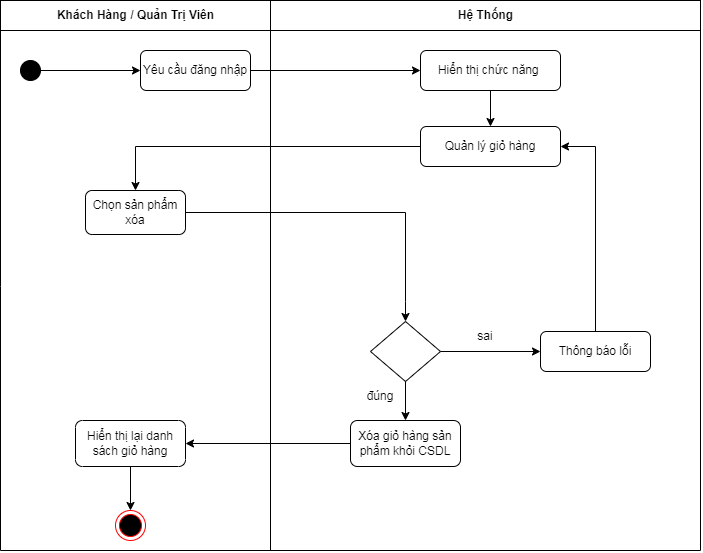 Khách Hàng / Quản Trị Viên
Hệ Thống
Yêu cầu đăng nhập
Hiển thị chức năng
Quản lý giỏ hàng
Chọn sản phẩm
xóa
sai
Thông báo lỗi
đúng
Hiển thị lại danh
sách giỏ hàng
Xóa giỏ hàng sản
phẩm khỏi CSDL